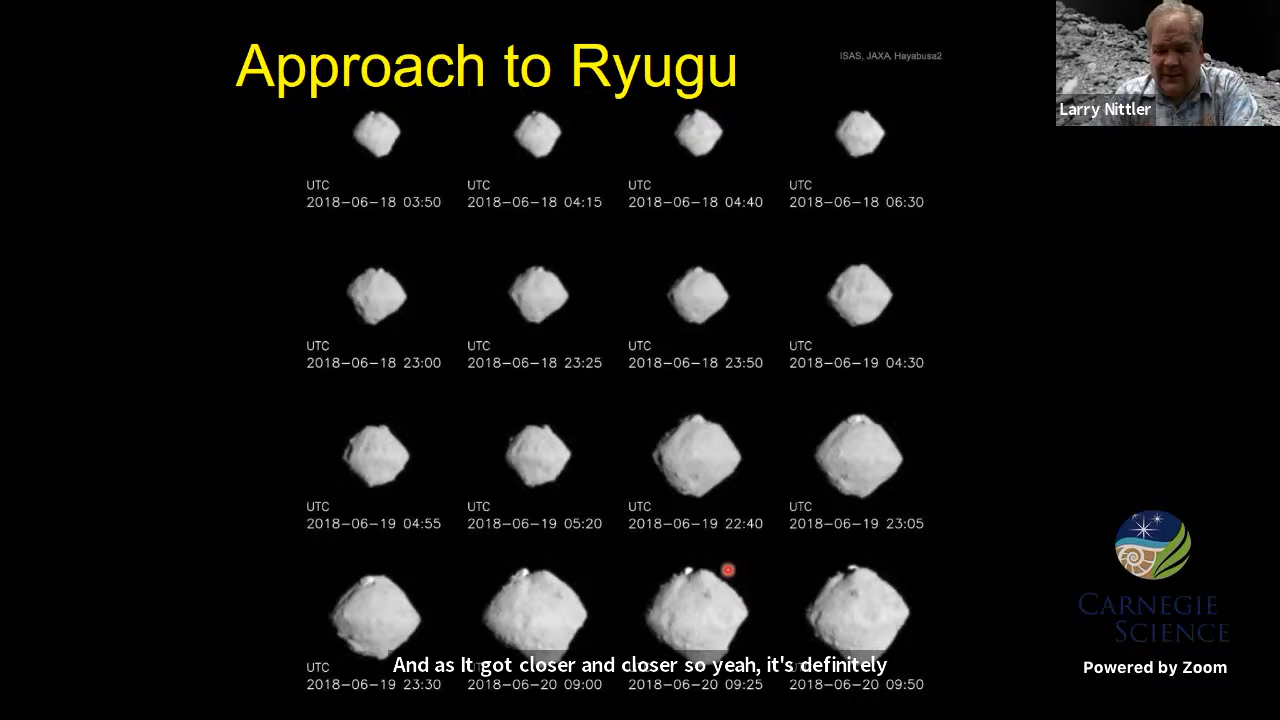 Approach to Ryugu
ISAS, JAXA, Hayabusa2
Larry Nittler
UTC UTC UTC UTC
2018-06-18 03:50 2018-06-18 04:15 2018-06-18 04:40 2018-06-18 06:30
UTC UTC UTC UTC
2018-06-18 23:00 2018-06-18 23:25 2018-06-18 23:50 2018-06-19 04:30
UTC UTC UTC UTC
2018-06-19 04:55 2018-06-19 05:20 2018-06-19 22:40 2018-06-19 23:05
UTC UTC UTC UTC
2018-06-19 23:30 2018-06-20 09:00 2018-06-20 09:25 2018-06-20 09:50
And as It got closer and closer so yeah, it's definitely
CARNEGIE
SCIENCE
Powered by Zoom